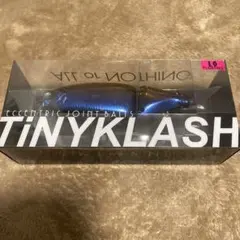 ALL or NOTHING
ECCENTRIC JOINT BAITS
TiNYKLASH